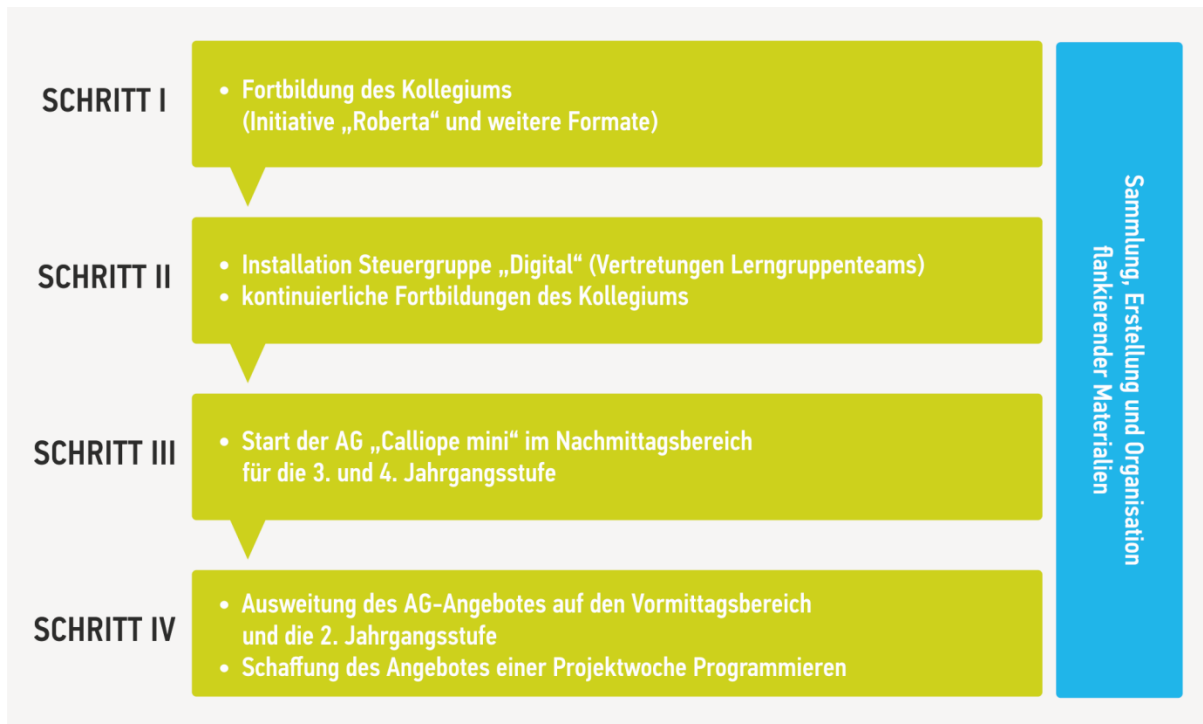 SCHRITT I
• Fortbildung des Kollegiums
(Initiative „Roberta“ und weitere Formate)
SCHRITT II
• Installation Steuergruppe „Digital“ (Vertretungen Lerngruppenteams)
• kontinuierliche Fortbildungen des Kollegiums
SCHRITT III
• Start der AG „Calliope mini“ im Nachmittagsbereich
für die 3. und 4. Jahrgangsstufe
SCHRITT IV
• Ausweitung des AG-Angebotes auf den Vormittagsbereich
und die 2. Jahrgangsstufe
• Schaffung des Angebotes einer Projektwoche Programmieren
Sammlung, Erstellung und Organisation
flankierender Materialien